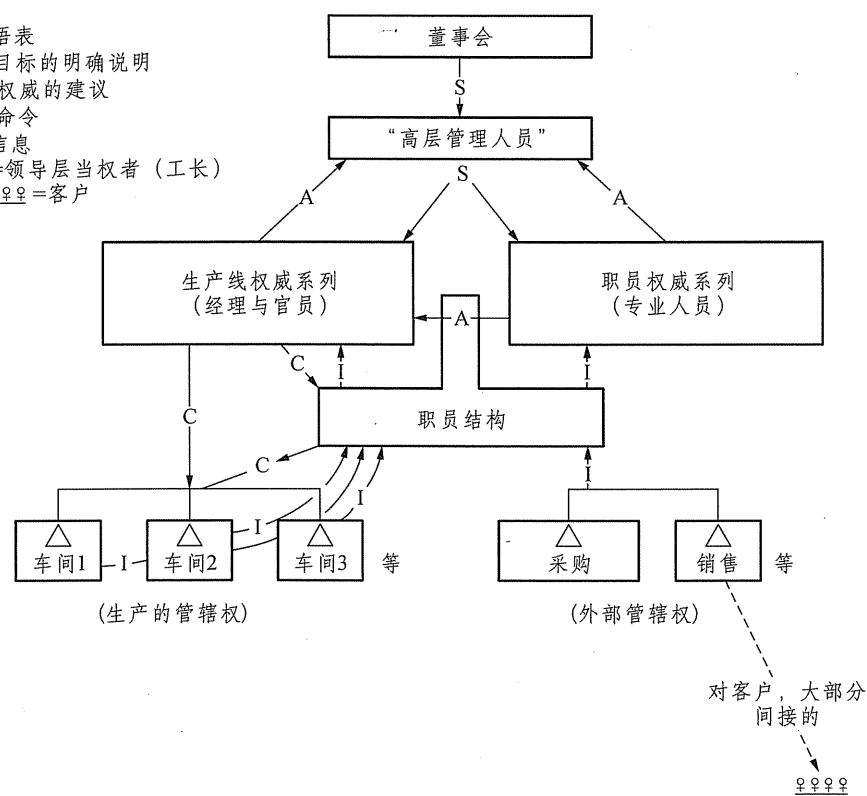 语表
目标的明确说明
权威的建议
命令
信息
=领导层当权者（工长）
♀♀=客户
董事会
S
“高层管理人员”
A
S
A
生产线权威系列
(经理与官员)
职员权威系列
(专业人员)
A
C
I
I
C
职员结构
C
I
I
I
I
车间1
车间2
车间3
等
采购
销售
等
(生产的管辖权)
(外部管辖权)
对客户，大部分
间接的
♀♀♀♀